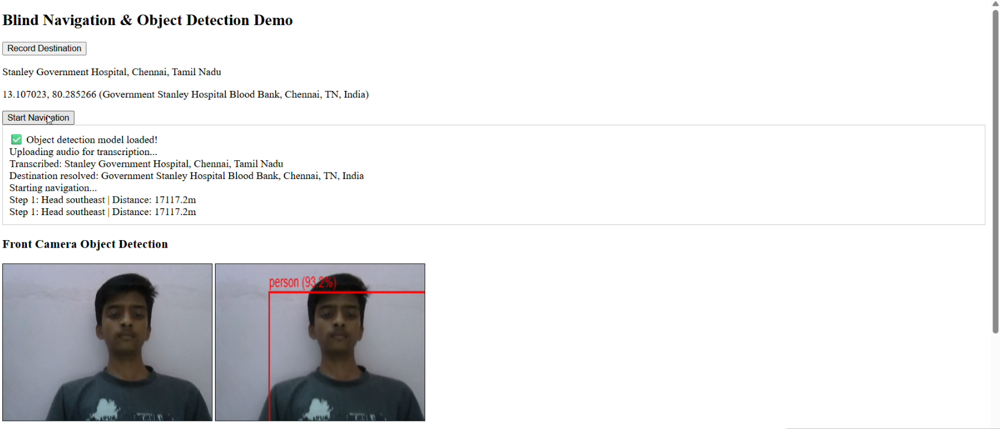 Blind Navigation & Object Detection Demo
Record Destination
Stanley Government Hospital, Chennai, Tamil Nadu
13.107023, 80.285266 (Government Stanley Hospital Blood Bank, Chennai, TN, India)
Start Navigation
✅ Object detection model loaded!
Uploading audio for transcription...
Transcribed: Stanley Government Hospital, Chennai, Tamil Nadu
Destination resolved: Government Stanley Hospital Blood Bank, Chennai, TN, India
Starting navigation...
Step 1: Head southeast | Distance: 17117.2m
Step 1: Head southeast | Distance: 17117.2m
Front Camera Object Detection
person (93.2%)